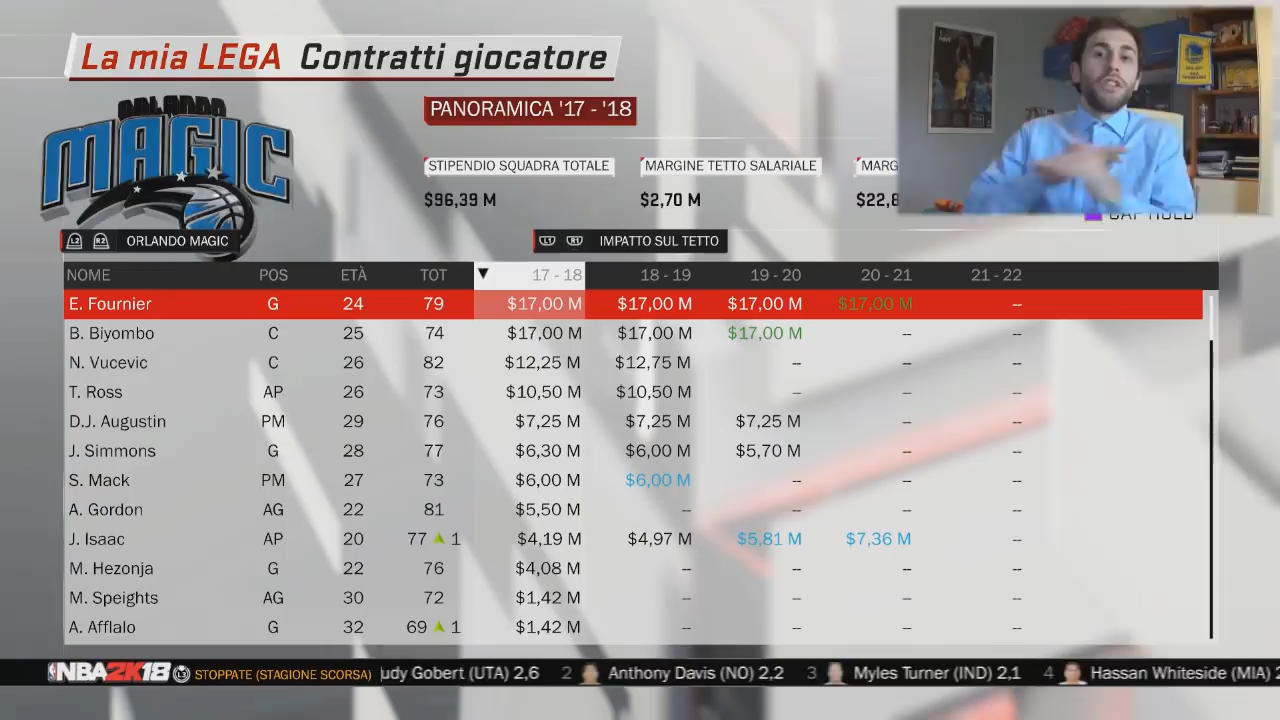 La mia LEGA Contratti giocatore
ORLANDO
MAGIC
PANORAMICA '17 - '18
STIPENDIO SQUADRA TOTALE MARGINE TETTO SALARIALE MARG
$96,39 M $2,70 M $22,8
L2 R2 ORLANDO MAGIC L1 R1 IMPATTO SUL TETTO
NOME POS ETÀ TOT 17 - 18 18 - 19 19 - 20 20 - 21 21 - 22
E. Fournier G 24 79 $17,00 M $17,00 M $17,00 M $17,00 M --
B. Biyombo C 25 74 $17,00 M $17,00 M $17,00 M -- --
N. Vucevic C 26 82 $12,25 M $12,75 M -- -- --
T. Ross AP 26 73 $10,50 M $10,50 M -- -- --
D.J. Augustin PM 29 76 $7,25 M $7,25 M $7,25 M -- --
J. Simmons G 28 77 $6,30 M $6,00 M $5,70 M -- --
S. Mack PM 27 73 $6,00 M $6,00 M -- -- --
A. Gordon AG 22 81 $5,50 M -- -- -- --
J. Isaac AP 20 77 1 $4,19 M $4,97 M $5,81 M $7,36 M --
M. Hezonja G 22 76 $4,08 M -- -- -- --
M. Speights AG 30 72 $1,42 M -- -- -- --
A. Afflalo G 32 69 1 $1,42 M -- -- -- --
NBA2K18 STOPPATE (STAGIONE SCORSA) udy Gobert (UTA) 2,6 2 Anthony Davis (NO) 2,2 3 Myles Turner (IND) 2,1 4 Hassan Whiteside (MIA) 2